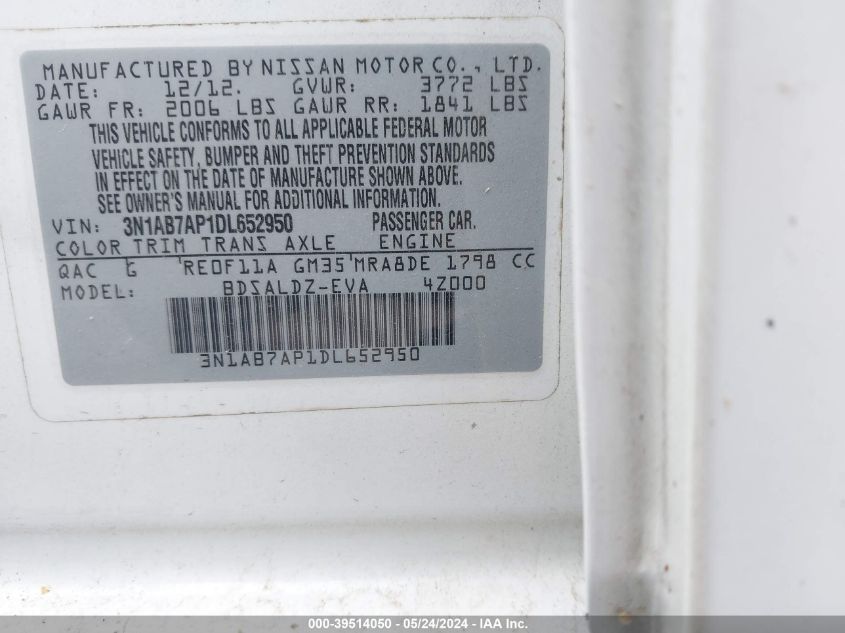 MANUFACTURED BY NISSAN MOTOR CO., LTD.
DATE: 12/12. GVWR: 3772 LBS
GAWR FR: 2006 LBS GAWR RR: 1841 LBS
THIS VEHICLE CONFORMS TO ALL APPLICABLE FEDERAL MOTOR
VEHICLE SAFETY, BUMPER AND THEFT PREVENTION STANDARDS
IN EFFECT ON THE DATE OF MANUFACTURE SHOWN ABOVE.
SEE OWNER'S MANUAL FOR ADDITIONAL INFORMATION.
VIN: 3N1AB7AP1DL652950 PASSENGER CAR.
COLOR TRIM TRANS AXLE ENGINE
QAC G RE0F11A GM35 MRA8DE 1798 CC
MODEL: BDSALDZ-EVA 4Z000
3N1AB7AP1DL652950
000-39514050 - 05/24/2024 - IAA Inc.